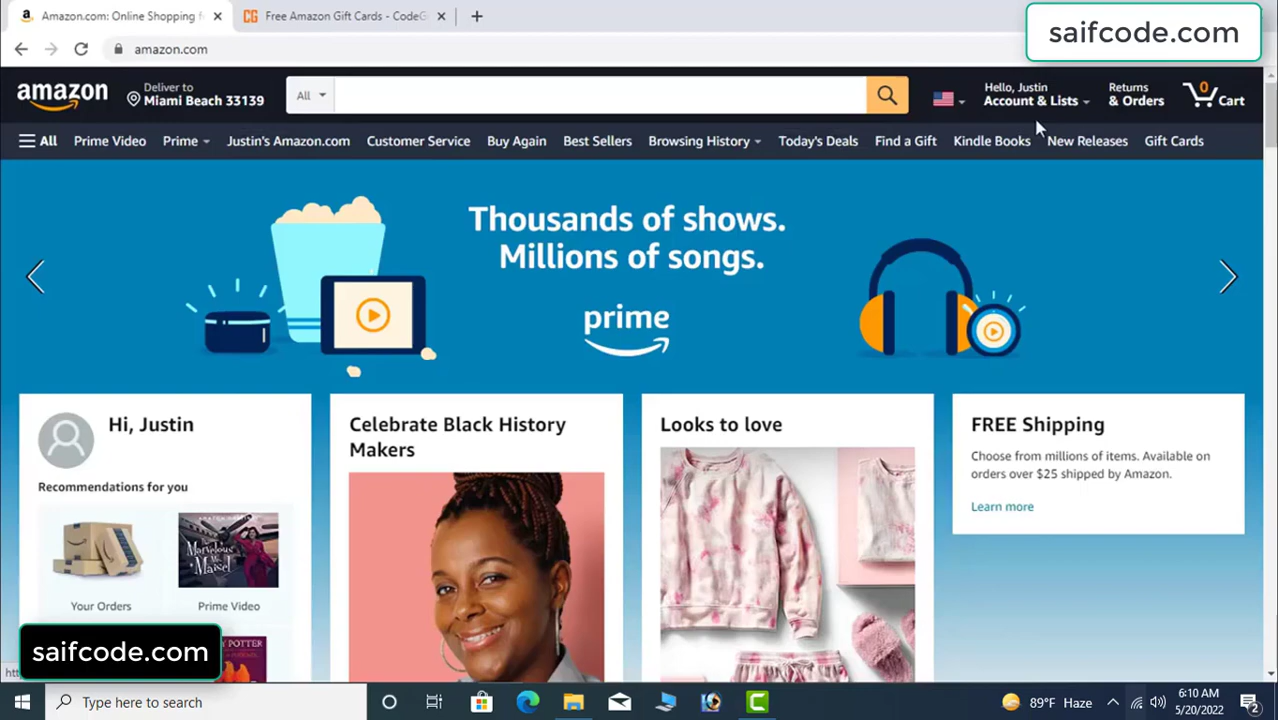 Amazon.com: Online Shopping f
Free Amazon Gift Cards - CodeG
saifcode.com
amazon.com
amazon
Deliver to
Miami Beach 33139
All
Hello, Justin
Account & Lists
Returns
& Orders
0
Cart
All
Prime Video
Prime
Justin's Amazon.com
Customer Service
Buy Again
Best Sellers
Browsing History
Today's Deals
Find a Gift
Kindle Books
New Releases
Gift Cards
Thousands of shows.
Millions of songs.
prime
Hi, Justin
Recommendations for you
Your Orders
Marvelous
Mrs.
Maisel
Prime Video
Celebrate Black History
Makers
Looks to love
FREE Shipping
Choose from millions of items. Available on
orders over $25 shipped by Amazon.
Learn more
POTTER
saifcode.com
Type here to search
89°F Haze
6:10 AM
5/20/2022
2